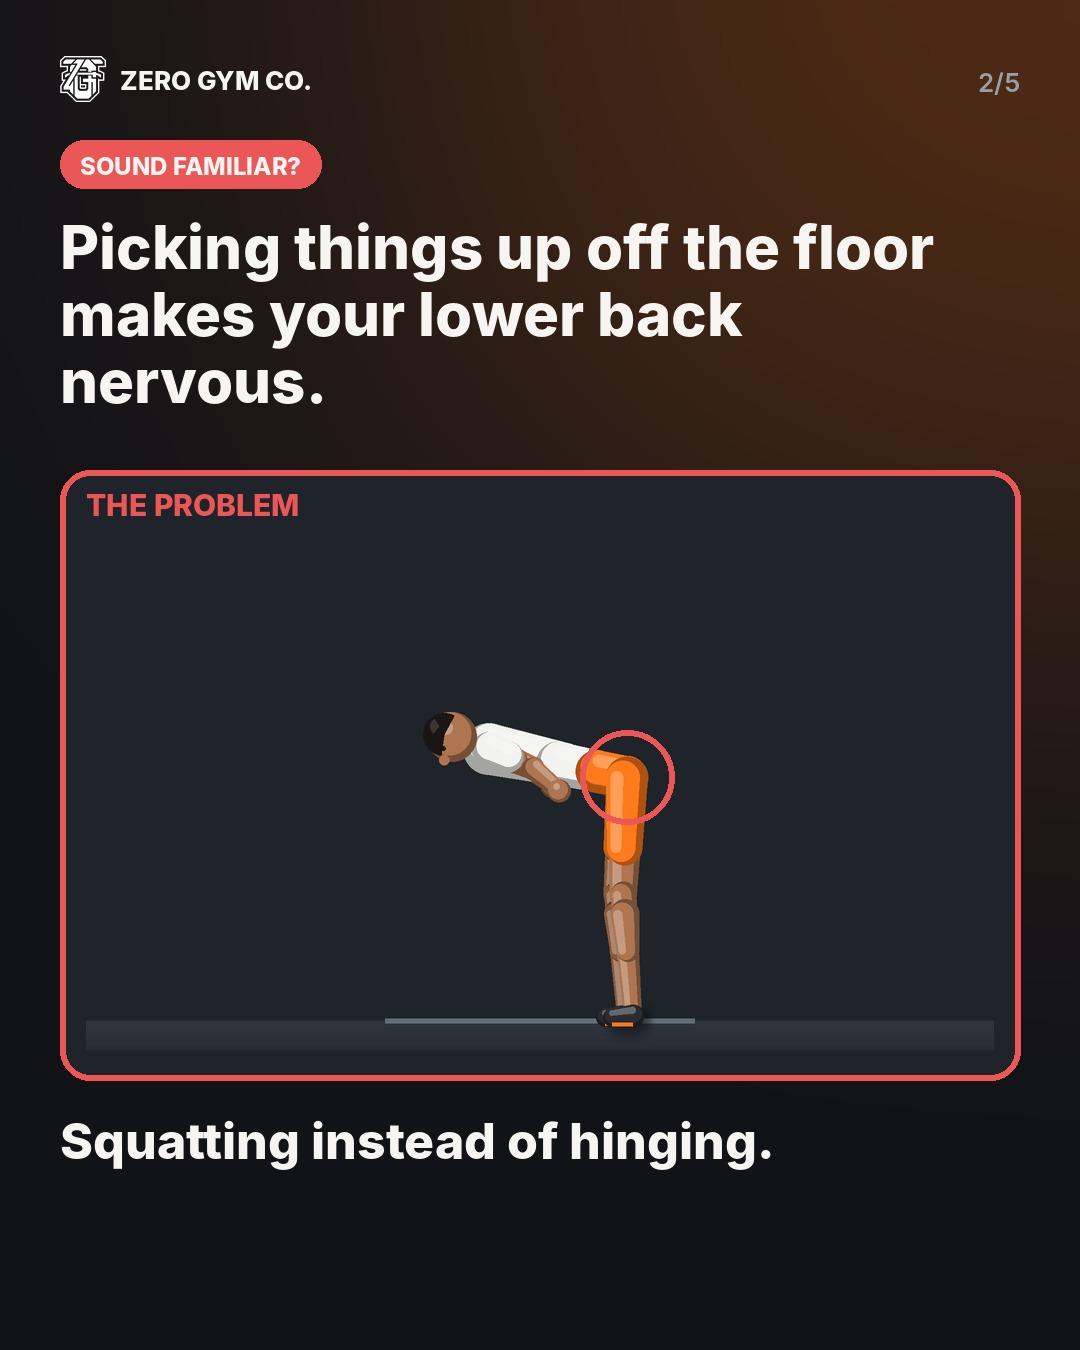 ZERO GYM CO.
2/5
SOUND FAMILIAR?
Picking things up off the floor
makes your lower back
nervous.
THE PROBLEM
Squatting instead of hinging.